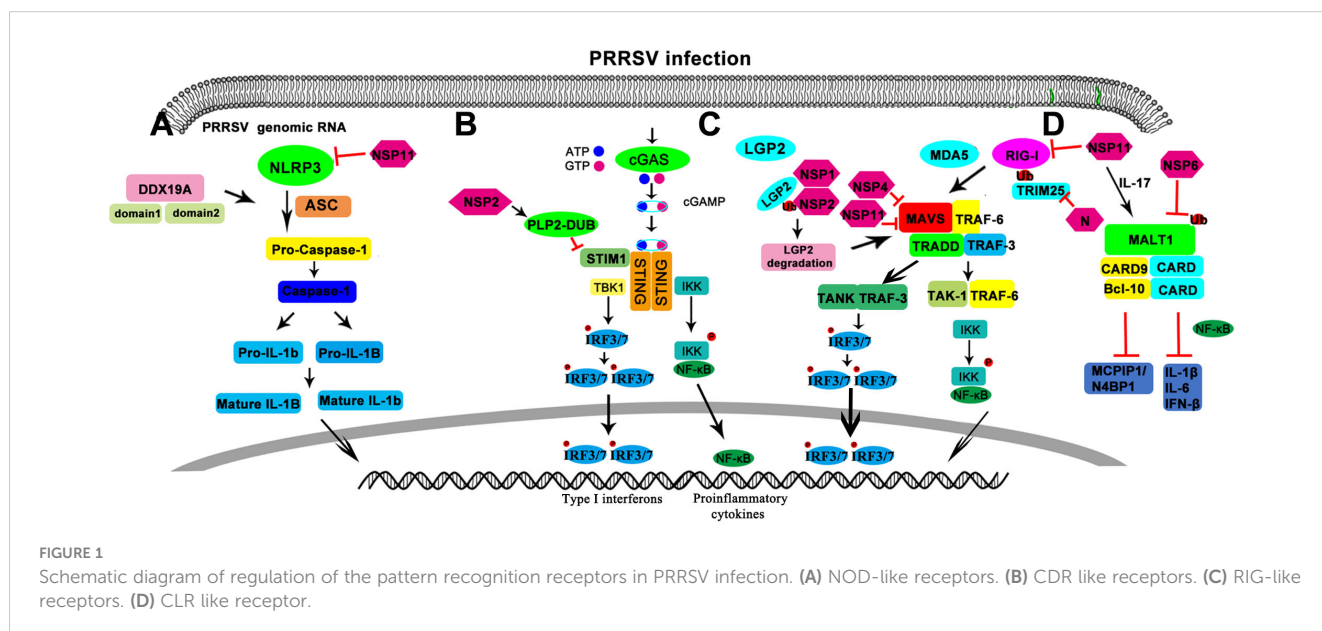 PRRSV infection
A
PRRSV genomic RNA
NLRP3
NSP11
DDX19A
domain1
domain2
ASC
Pro-Caspase-1
Caspase-1
Pro-IL-1b
Pro-IL-1B
Mature IL-1B
Mature IL-1b
B
ATP
GTP
cGAS
cGAMP
NSP2
PLP2-DUB
STIM1
STING
STING
TBK1
IKK
P
IRF3/7
P
IKK
NF-κB
P
IRF3/7
P
IRF3/7
P
IRF3/7
P
IRF3/7
NF-κB
Type I interferons
Proinflammatory
cytokines
C
LGP2
MDA5
RIG-I
Ub
TRIM25
N
LGP2
NSP1
Ub
NSP2
NSP4
NSP11
LGP2
degradation
MAVS
TRAF-6
TRADD
TRAF-3
TANK
TRAF-3
TAK-1
TRAF-6
P
IRF3/7
P
IRF3/7
P
IRF3/7
P
IRF3/7
P
IRF3/7
IKK
P
IKK
NF-κB
D
NSP11
NSP6
IL-17
Ub
MALT1
CARD9
CARD
Bcl-10
CARD
NF-κB
MCPIP1/
N4BP1
IL-1β
IL-6
IFN-β
FIGURE 1
Schematic diagram of regulation of the pattern recognition receptors in PRRSV infection. (A) NOD-like receptors. (B) CDR like receptors. (C) RIG-like
receptors. (D) CLR like receptor.